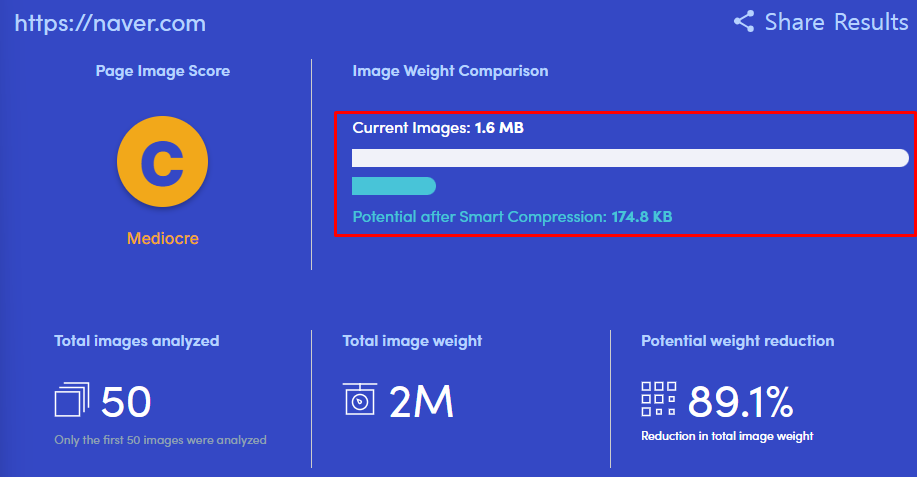 https://naver.com
Share Results
Page Image Score
C
Mediocre
Image Weight Comparison
Current Images: 1.6 MB
Potential after Smart Compression: 174.8 KB
Total images analyzed
50
Only the first 50 images were analyzed
Total image weight
2M
Potential weight reduction
89.1%
Reduction in total image weight